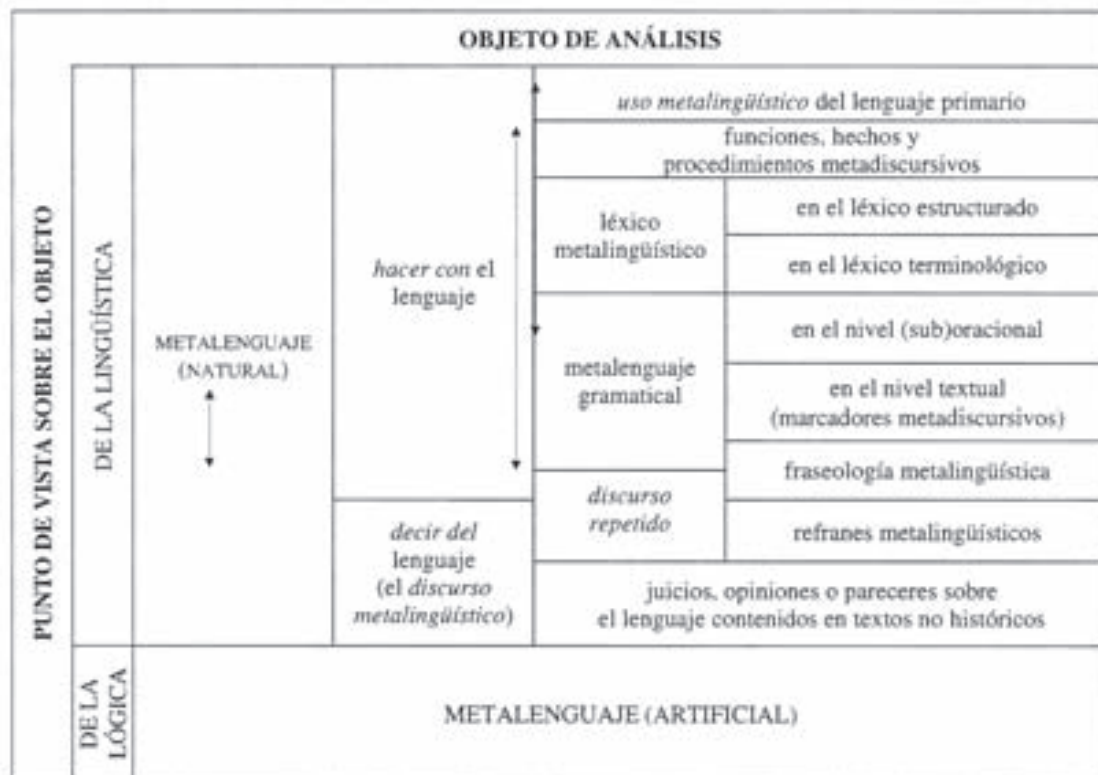 OBJETO DE ANÁLISIS
PUNTO DE VISTA SOBRE EL OBJETO
DE LA LINGÜÍSTICA
METALENGUAJE
(NATURAL)
hacer con el
lenguaje
uso metalingüístico del lenguaje primario
funciones, hechos y
procedimientos metadiscursivos
léxico
metalingüístico
en el léxico estructurado
en el léxico terminológico
metalenguaje
gramatical
en el nivel (sub)oracional
en el nivel textual
(marcadores metadiscursivos)
discurso
repetido
fraseología metalingüística
refranes metalingüísticos
decir del
lenguaje
(el discurso
metalingüístico)
juicios, opiniones o pareceres sobre
el lenguaje contenidos en textos no históricos
DE LA
LÓGICA
METALENGUAJE (ARTIFICIAL)